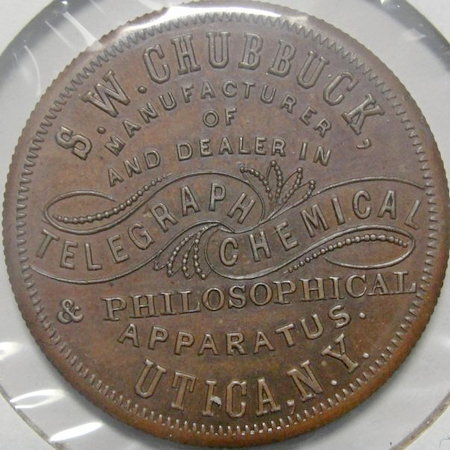 S. W. CHUBBUCK,
MANUFACTURER
OF
AND DEALER IN
TELEGRAPH CHEMICAL
& PHILOSOPHICAL
APPARATUS.
UTICA, N.Y.